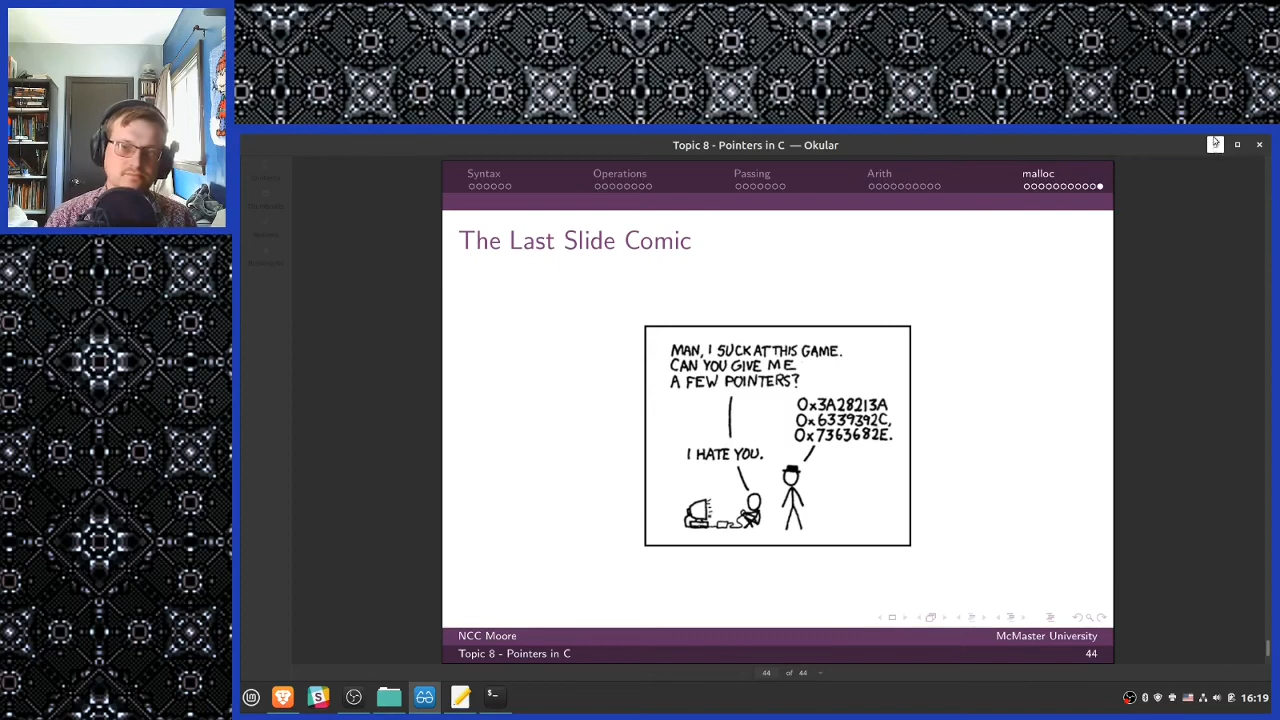 Topic 8 - Pointers in C — Okular
Syntax
Operations
Passing
Arith
malloc
The Last Slide Comic
MAN, I SUCK AT THIS GAME.
CAN YOU GIVE ME
A FEW POINTERS?
0x3A28213A
0x6339392C,
0x7363682E.
I HATE YOU.
NCC Moore
McMaster University
Topic 8 - Pointers in C
44
44 of 44
16:19